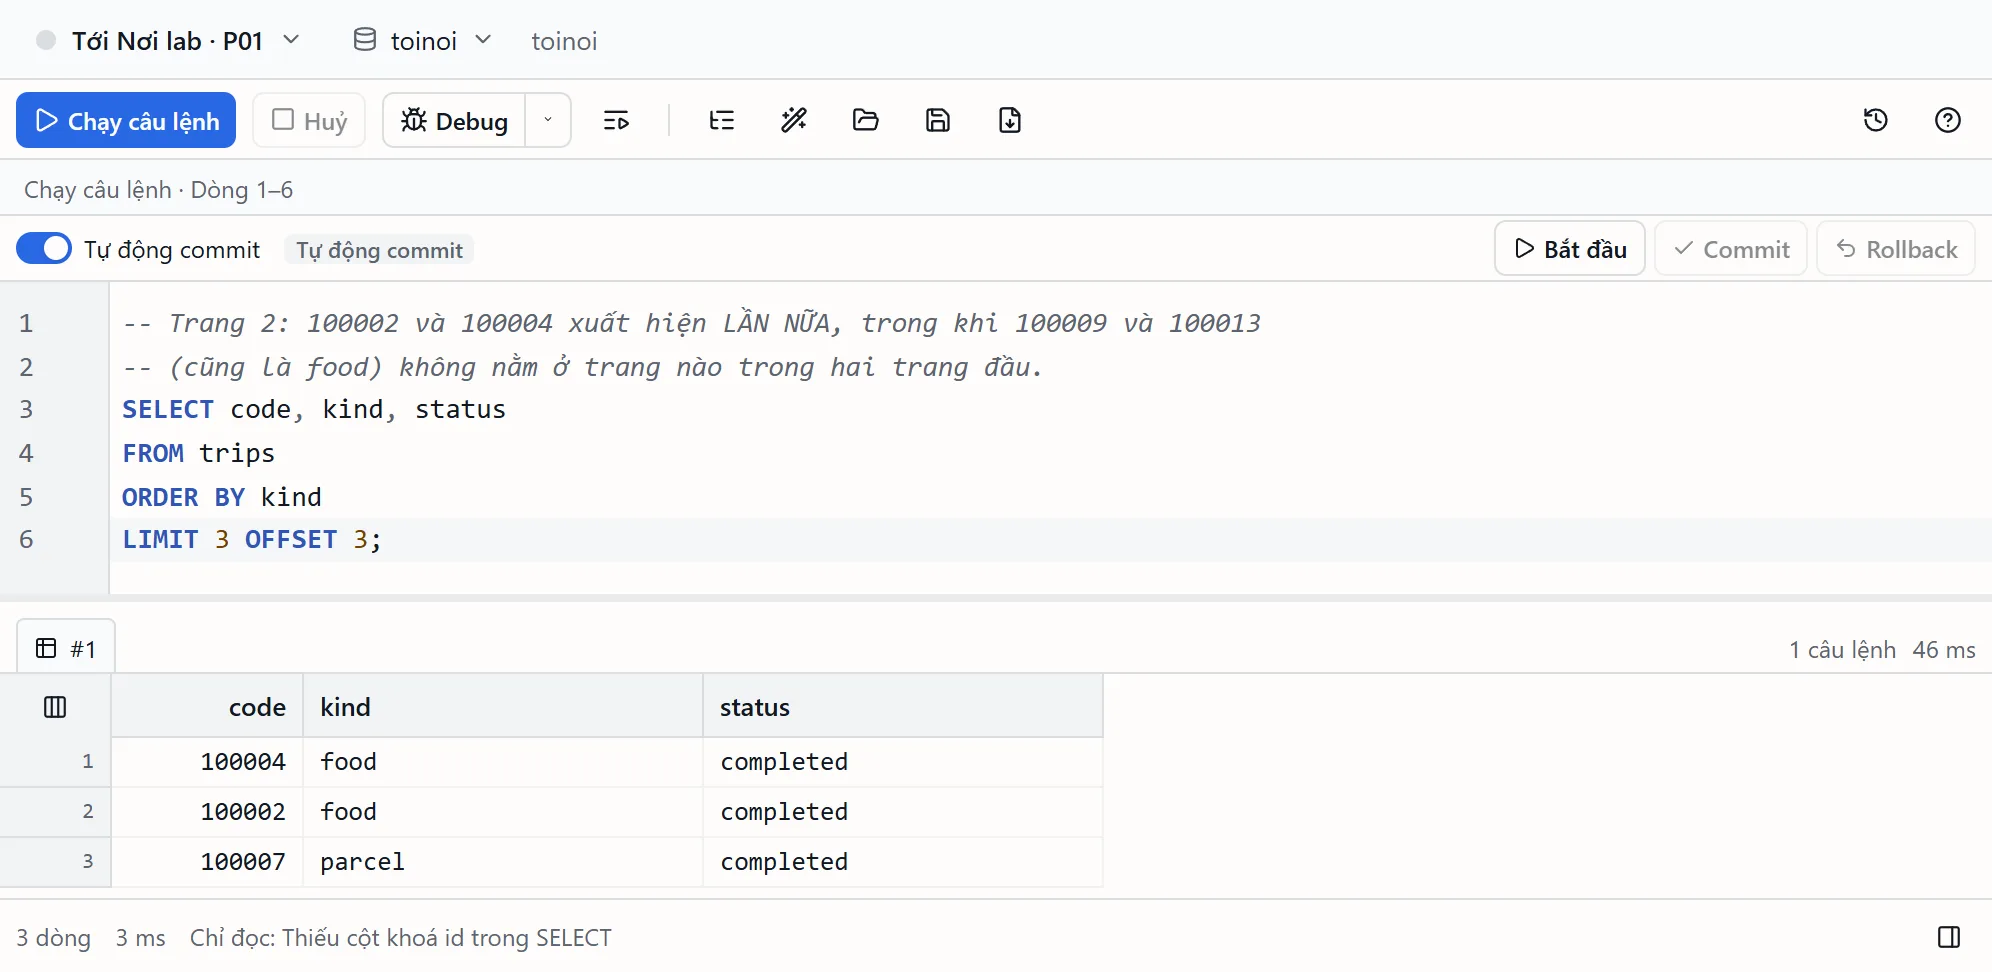 Tới Nơi lab · P01 toinoi toinoi
Chạy câu lệnh Huỷ Debug
Chạy câu lệnh · Dòng 1–6
Tự động commit Tự động commit Bắt đầu Commit Rollback
1 -- Trang 2: 100002 và 100004 xuất hiện LẦN NỮA, trong khi 100009 và 100013
2 -- (cũng là food) không nằm ở trang nào trong hai trang đầu.
3 SELECT code, kind, status
4 FROM trips
5 ORDER BY kind
6 LIMIT 3 OFFSET 3;
#1 1 câu lệnh 46 ms
code kind status
1 100004 food completed
2 100002 food completed
3 100007 parcel completed
3 dòng 3 ms Chỉ đọc: Thiếu cột khoá id trong SELECT